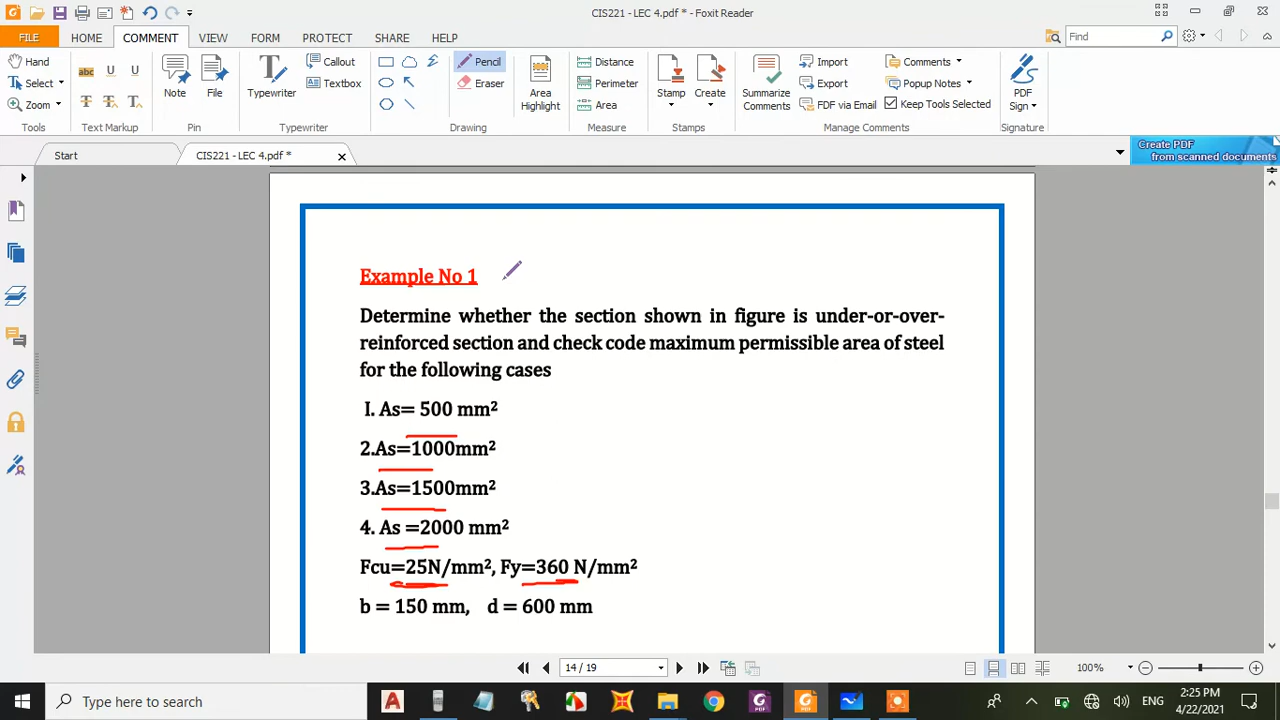 CIS221 - LEC 4.pdf * - Foxit Reader
FILE HOME COMMENT VIEW FORM PROTECT SHARE HELP
Find
Hand
Select
Zoom
Tools
abc U U
T T T
Text Markup
Note
File
Pin
Typewriter
Callout
Textbox
Typewriter
Pencil
Eraser
Drawing
Area
Highlight
Distance
Perimeter
Area
Measure
Stamp
Create
Stamps
Summarize
Comments
Import
Export
FDF via Email
Comments
Popup Notes
Keep Tools Selected
Manage Comments
PDF
Sign
Signature
Start
CIS221 - LEC 4.pdf *
Create PDF
from scanned documents
Example No 1
Determine whether the section shown in figure is under-or-over-
reinforced section and check code maximum permissible area of steel
for the following cases
I. As= 500 mm²
2.As=1000mm²
3.As=1500mm²
4. As =2000 mm²
Fcu=25N/mm², Fy=360 N/mm²
b = 150 mm, d = 600 mm
14 / 19
100%
Type here to search
ENG
2:25 PM
4/22/2021